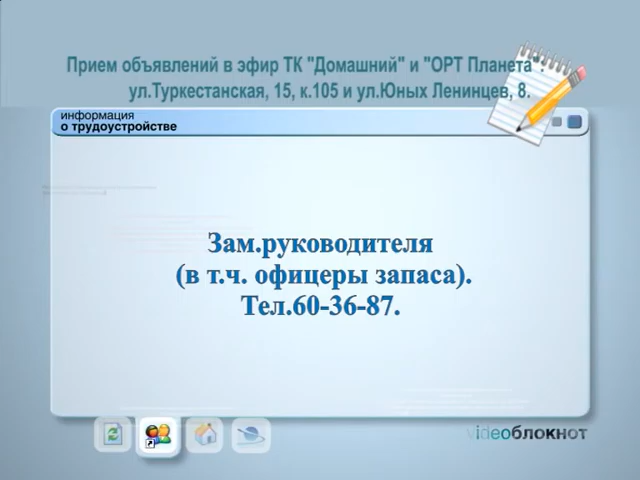 Прием объявлений в эфир ТК "Домашний" и "ОРТ Планета":
ул.Туркестанская, 15, к.105 и ул.Юных Ленинцев, 8.
информация
о трудоустройстве
Зам.руководителя
(в т.ч. офицеры запаса).
Тел.60-36-87.
videoблокнот